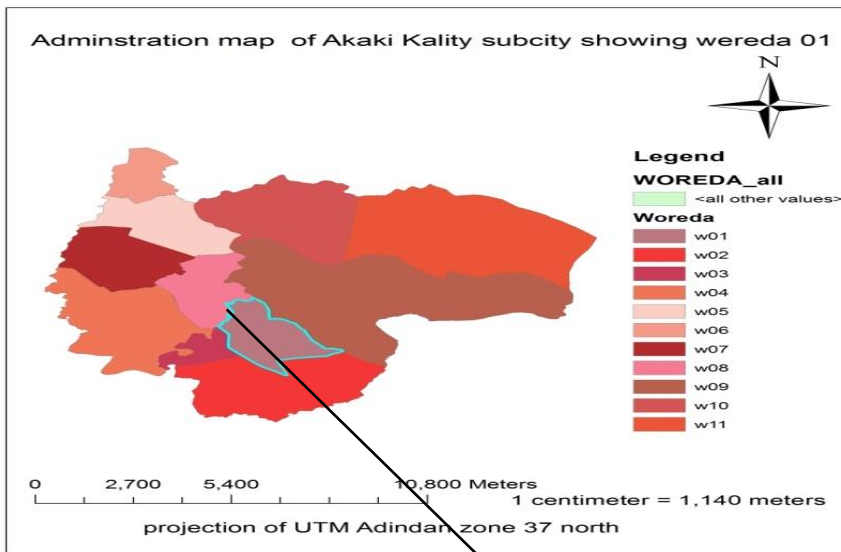 Adminstration map of Akaki Kality subcity showing wereda 01
N
Legend
WOREDA_all
<all other values>
Woreda
w01
w02
w03
w04
w05
w06
w07
w08
w09
w10
w11
0 2,700 5,400 10,800 Meters
1 centimeter = 1,140 meters
projection of UTM Adindan zone 37 north